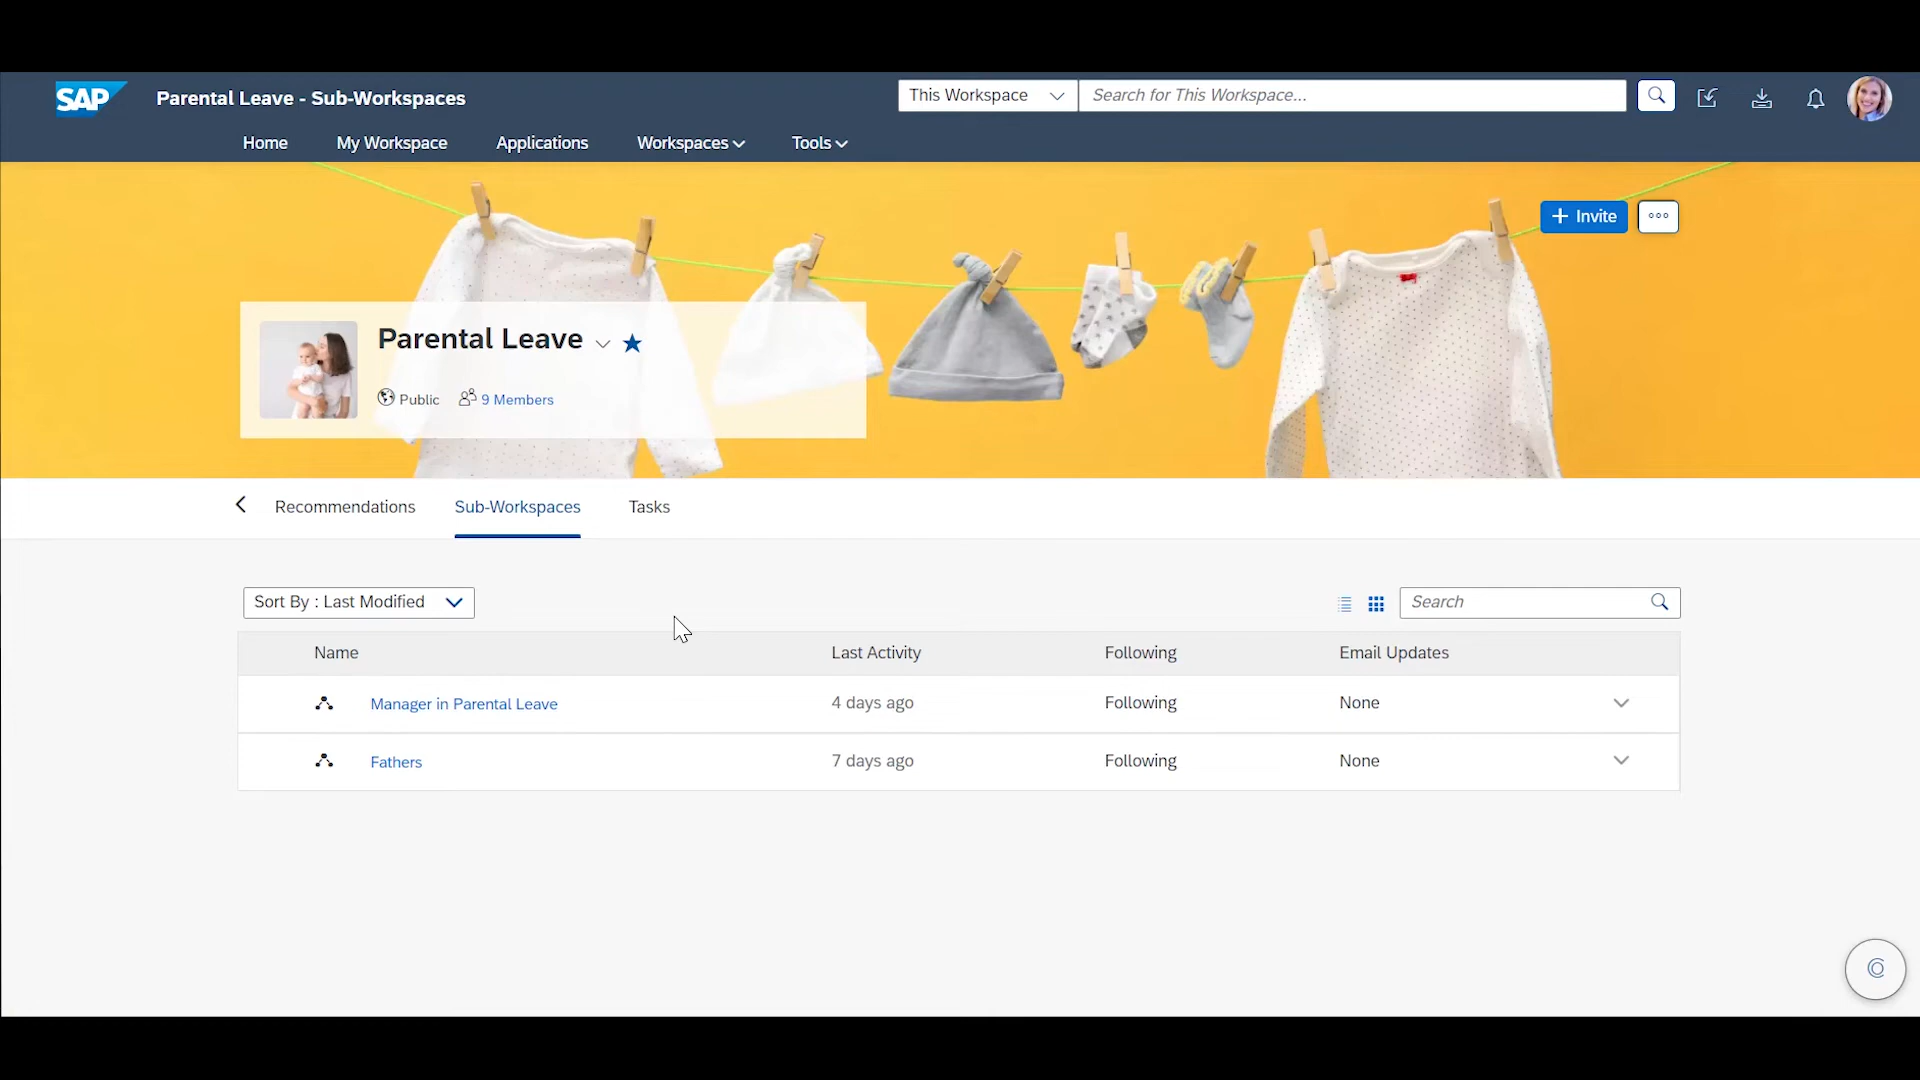 SAP Parental Leave - Sub-Workspaces This Workspace Search for This Workspace...
Home My Workspace Applications Workspaces Tools
+ Invite
Parental Leave
Public 9 Members
Recommendations Sub-Workspaces Tasks
Sort By : Last Modified Search
Name Last Activity Following Email Updates
Manager in Parental Leave 4 days ago Following None
Fathers 7 days ago Following None